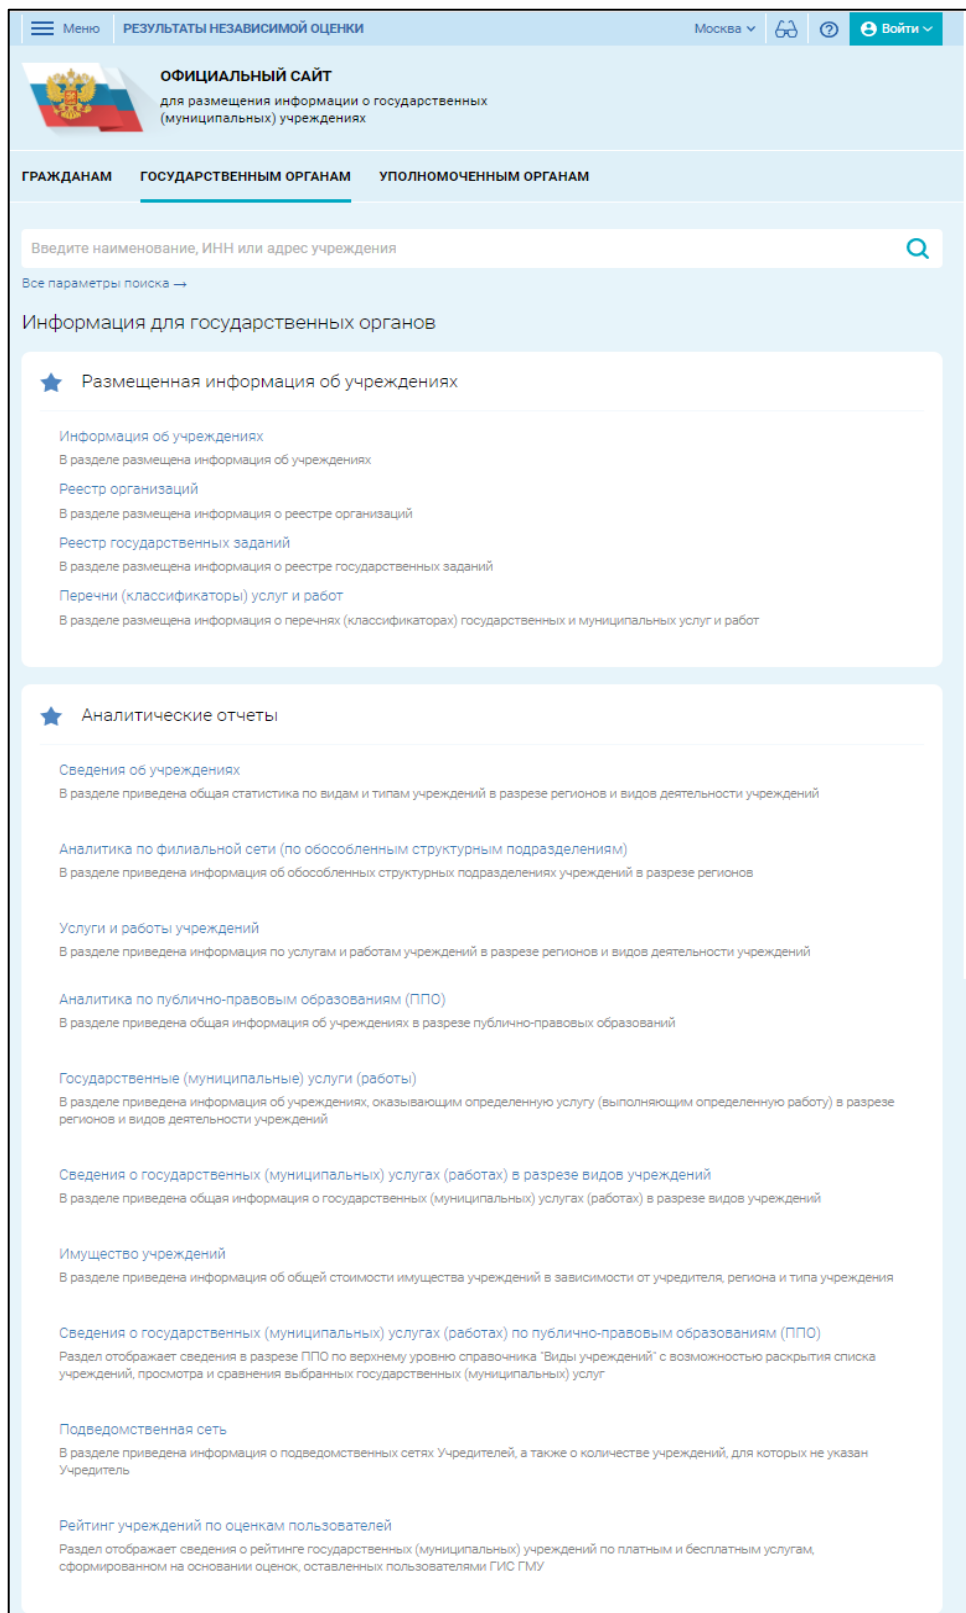 Меню
РЕЗУЛЬТАТЫ НЕЗАВИСИМОЙ ОЦЕНКИ
Москва
Войти
ОФИЦИАЛЬНЫЙ САЙТ
для размещения информации о государственных
(муниципальных) учреждениях
ГРАЖДАНАМ
ГОСУДАРСТВЕННЫМ ОРГАНАМ
УПОЛНОМОЧЕННЫМ ОРГАНАМ
Введите наименование, ИНН или адрес учреждения
Все параметры поиска →
Информация для государственных органов
Размещенная информация об учреждениях
Информация об учреждениях
В разделе размещена информация об учреждениях
Реестр организаций
В разделе размещена информация о реестре организаций
Реестр государственных заданий
В разделе размещена информация о реестре государственных заданий
Перечни (классификаторы) услуг и работ
В разделе размещена информация о перечнях (классификаторах) государственных и муниципальных услуг и работ
Аналитические отчеты
Сведения об учреждениях
В разделе приведена общая статистика по видам и типам учреждений в разрезе регионов и видов деятельности учреждений
Аналитика по филиальной сети (по обособленным структурным подразделениям)
В разделе приведена информация об обособленных структурных подразделениях учреждений в разрезе регионов
Услуги и работы учреждений
В разделе приведена информация по услугам и работам учреждений в разрезе регионов и видов деятельности учреждений
Аналитика по публично-правовым образованиям (ППО)
В разделе приведена общая информация об учреждениях в разрезе публично-правовых образований
Государственные (муниципальные) услуги (работы)
В разделе приведена информация об учреждениях, оказывающим определенную услугу (выполняющим определенную работу) в разрезе
регионов и видов деятельности учреждений
Сведения о государственных (муниципальных) услугах (работах) в разрезе видов учреждений
В разделе приведена общая информация о государственных (муниципальных) услугах (работах) в разрезе видов учреждений
Имущество учреждений
В разделе приведена информация об общей стоимости имущества учреждений в зависимости от учредителя, региона и типа учреждения
Сведения о государственных (муниципальных) услугах (работах) по публично-правовым образованиям (ППО)
Раздел отображает сведения в разрезе ППО по верхнему уровню справочника "Виды учреждений" с возможностью раскрытия списка
учреждений, просмотра и сравнения выбранных государственных (муниципальных) услуг
Подведомственная сеть
В разделе приведена информация о подведомственных сетях Учредителей, а также о количестве учреждений, для которых не указан
Учредитель
Рейтинг учреждений по оценкам пользователей
Раздел отображает сведения о рейтинге государственных (муниципальных) учреждений по платным и бесплатным услугам,
сформированном на основании оценок, оставленных пользователями ГИС ГМУ